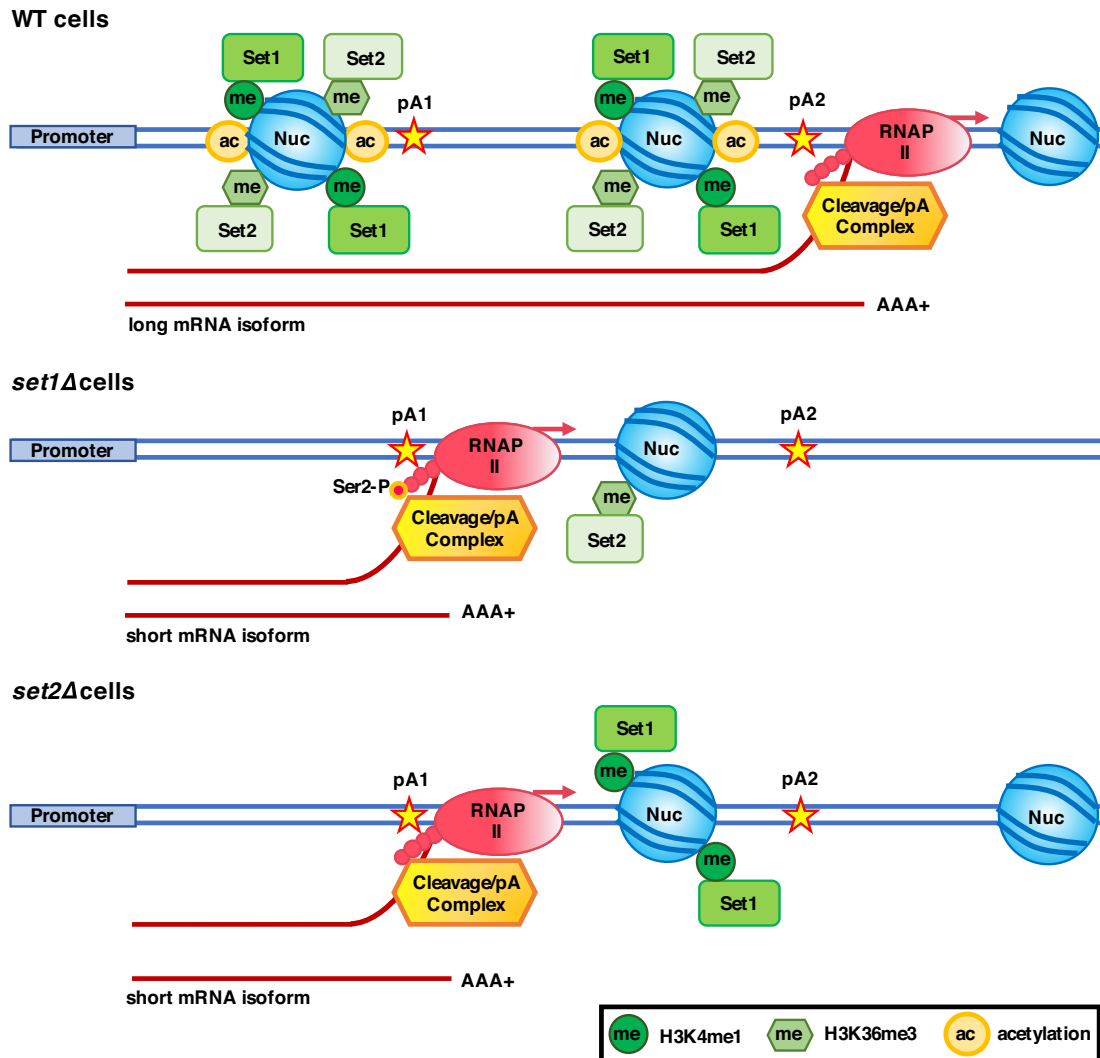 WT cells
Set1
Set2
Set1
Set2
me
me
me
me
pA1
pA2
Promoter
ac
Nuc
ac
ac
Nuc
ac
RNAP
II
Nuc
me
me
me
me
Set2
Set1
Set2
Set1
Cleavage/pA
Complex
AAA+
long mRNA isoform
set1Δcells
pA1
pA2
Promoter
RNAP
II
Nuc
Ser2-P
me
Cleavage/pA
Complex
Set2
AAA+
short mRNA isoform
set2Δcells
Set1
me
pA1
pA2
Promoter
RNAP
II
Nuc
Nuc
me
Cleavage/pA
Complex
Set1
AAA+
short mRNA isoform
me H3K4me1 me H3K36me3 ac acetylation